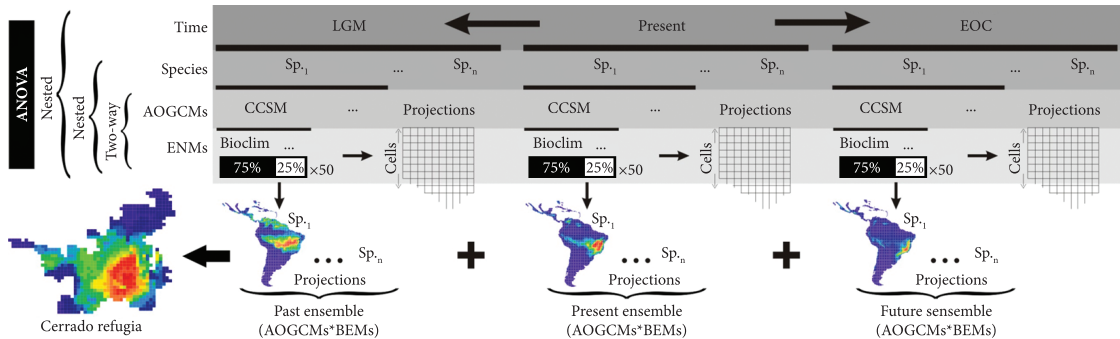 ANOVA
Nested
Nested
Two-way
Time
LGM
Present
EOC
Species
Sp.1
...
Sp.n
Sp.1
...
Sp.n
Sp.1
...
Sp.n
AOGCMs
CCSM
...
Projections
CCSM
...
Projections
CCSM
...
Projections
ENMs
Bioclim
...
75%
25%
×50
Cells
Bioclim
...
75%
25%
×50
Cells
Bioclim
...
75%
25%
×50
Cells
Sp.1
Sp.n
Projections
Sp.1
Sp.n
Projections
Sp.1
Sp.n
Projections
Cerrado refugia
Past ensemble
(AOGCMs*BEMs)
Present ensemble
(AOGCMs*BEMs)
Future sensemble
(AOGCMs*BEMs)